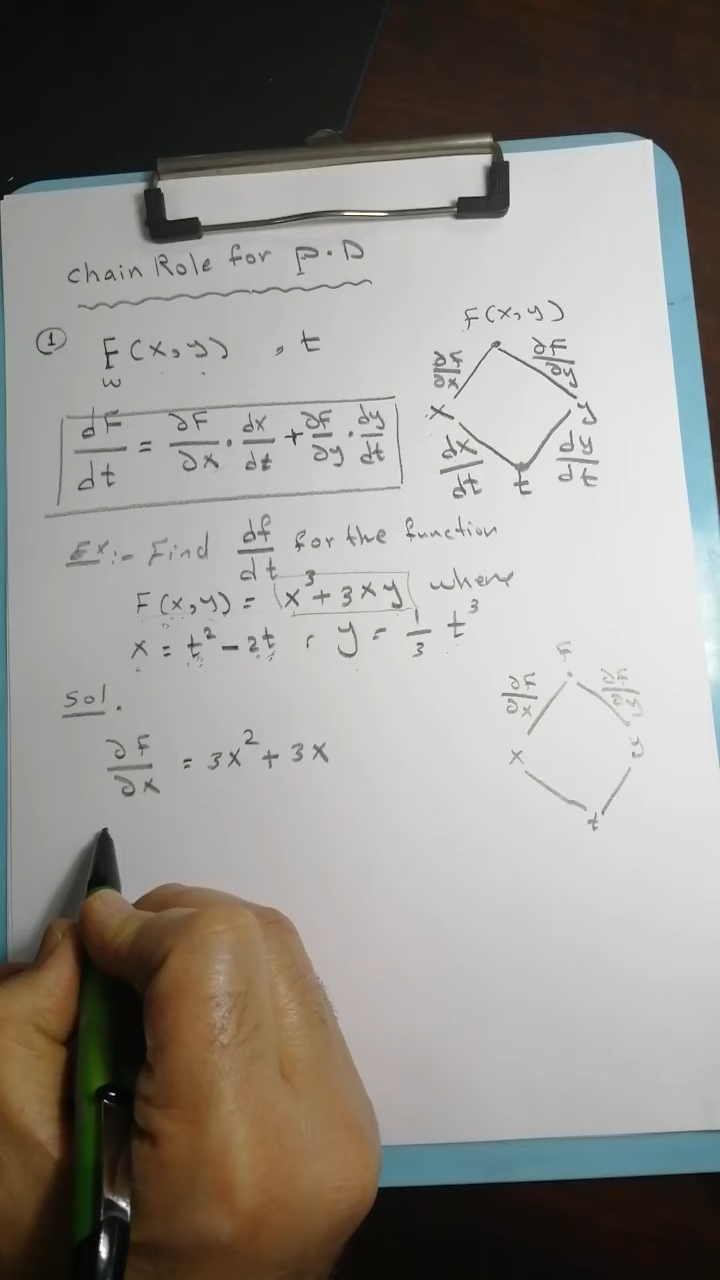 Chain Role for P.D
① F(x,y) , t
ω
dF/dt = ∂F/∂x · dx/dt + ∂F/∂y · dy/dt
F(x,y)
∂F/∂x ∂F/∂y
x y
dx/dt dy/dt
t
Ex:- Find df/dt for the function
F(x,y) = x³ + 3xy where
x = t² - 2t , y = 1/3 t³
Sol.
F
∂F/∂x ∂F/∂y
x y
t
∂F/∂x = 3x² + 3x